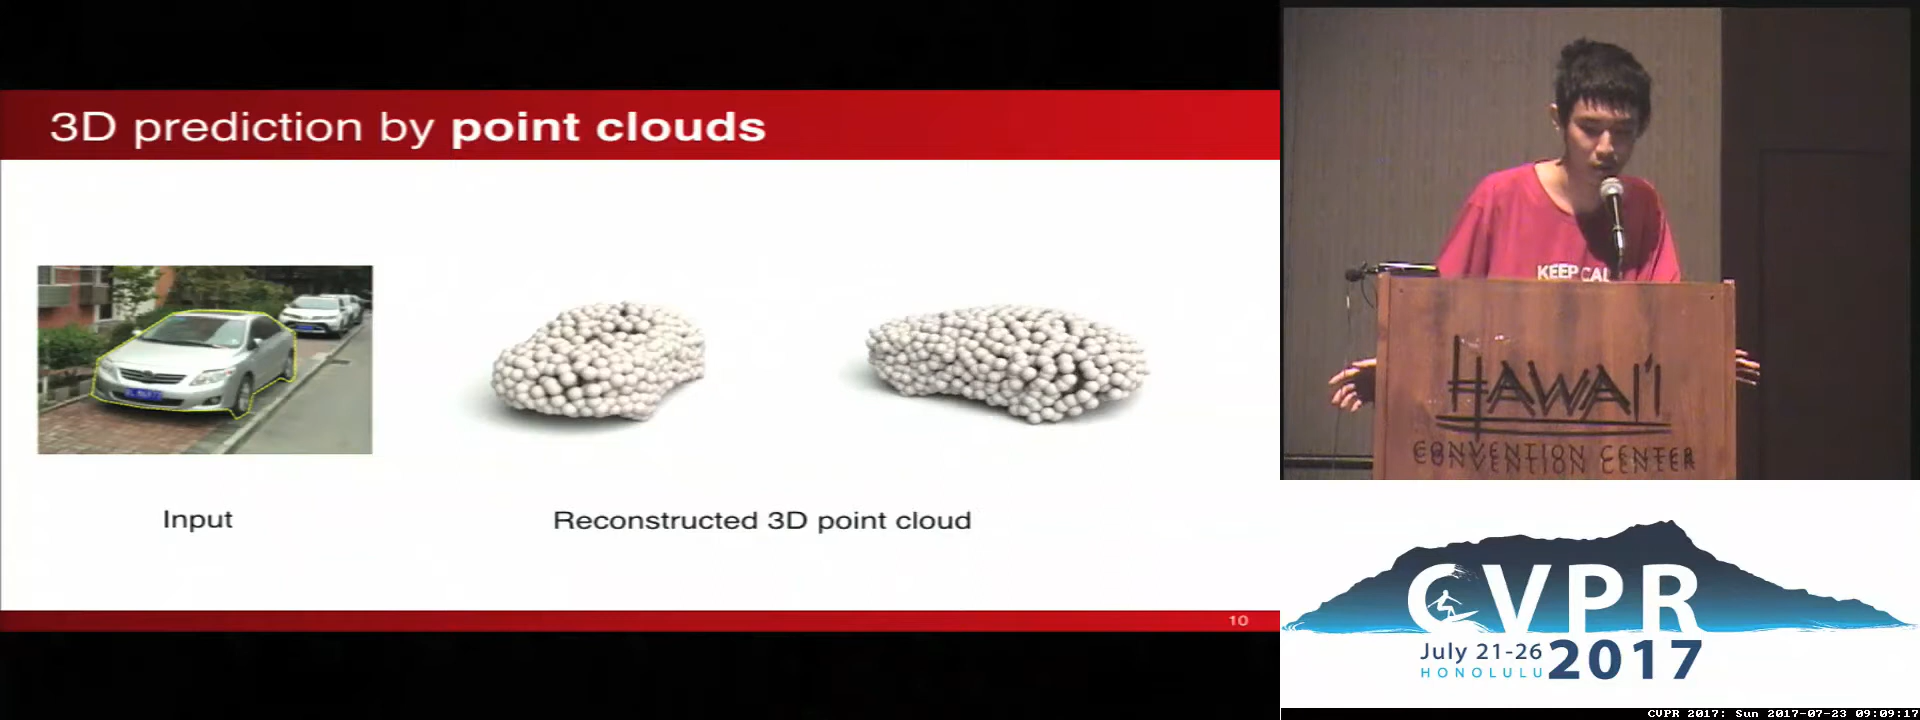 3D prediction by point clouds
Input
Reconstructed 3D point cloud
10
KEEP CAL
HAWAI'I
CONVENTION CENTER
CVPR
July 21-26
HONOLULU
2017
CVPR 2017: Sun 2017-07-23 09:09:17